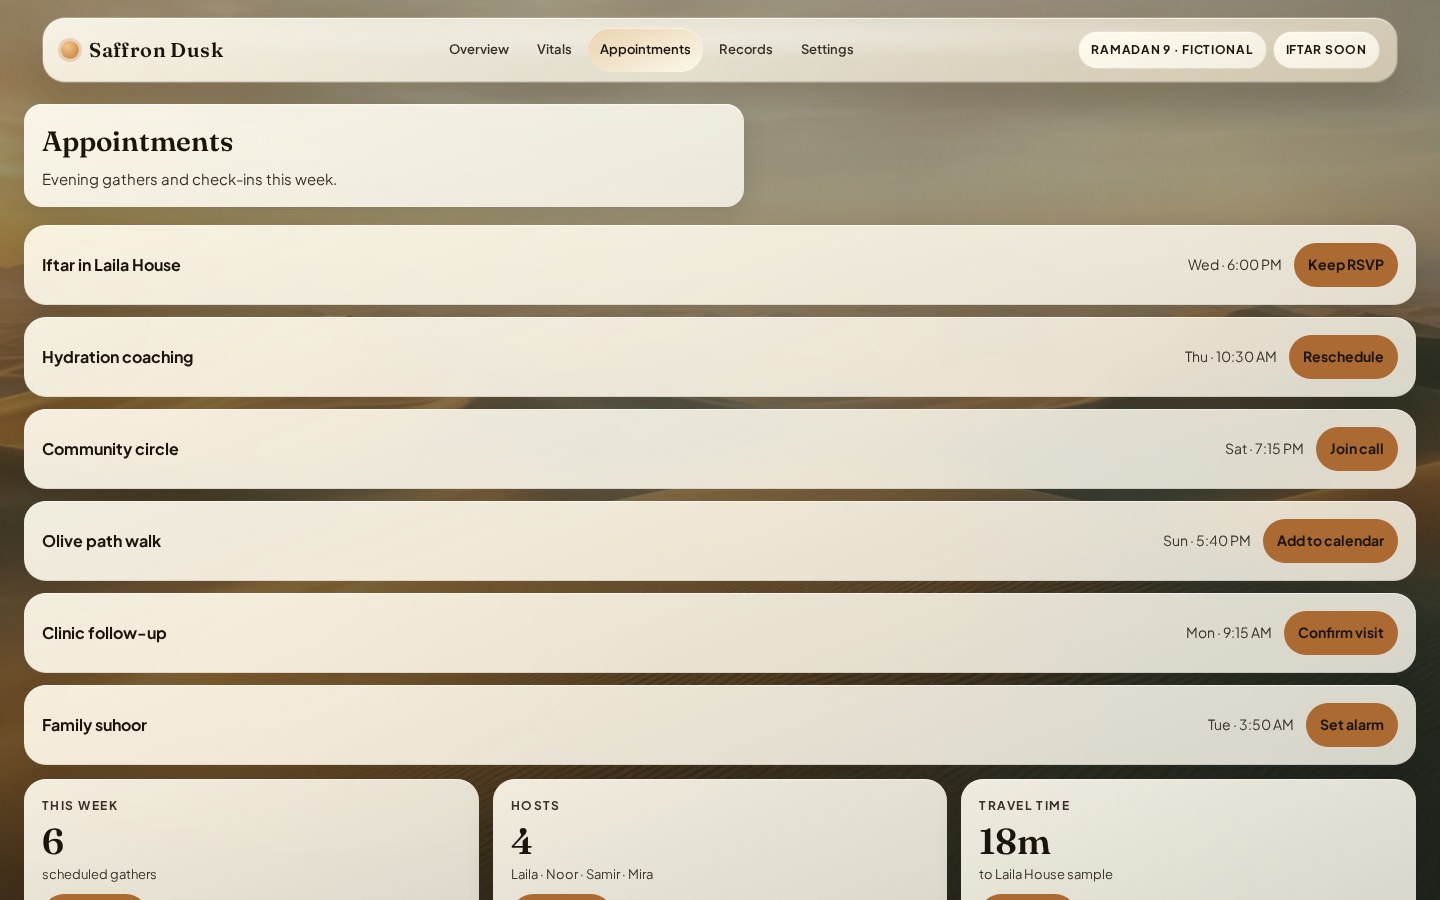 Saffron Dusk
Overview
Vitals
Appointments
Records
Settings
RAMADAN 9 · FICTIONAL
IFTAR SOON
Appointments
Evening gathers and check-ins this week.
Iftar in Laila House
Wed · 6:00 PM
Keep RSVP
Hydration coaching
Thu · 10:30 AM
Reschedule
Community circle
Sat · 7:15 PM
Join call
Olive path walk
Sun · 5:40 PM
Add to calendar
Clinic follow-up
Mon · 9:15 AM
Confirm visit
Family suhoor
Tue · 3:50 AM
Set alarm
THIS WEEK
6
scheduled gathers
HOSTS
4
Laila · Noor · Samir · Mira
TRAVEL TIME
18m
to Laila House sample